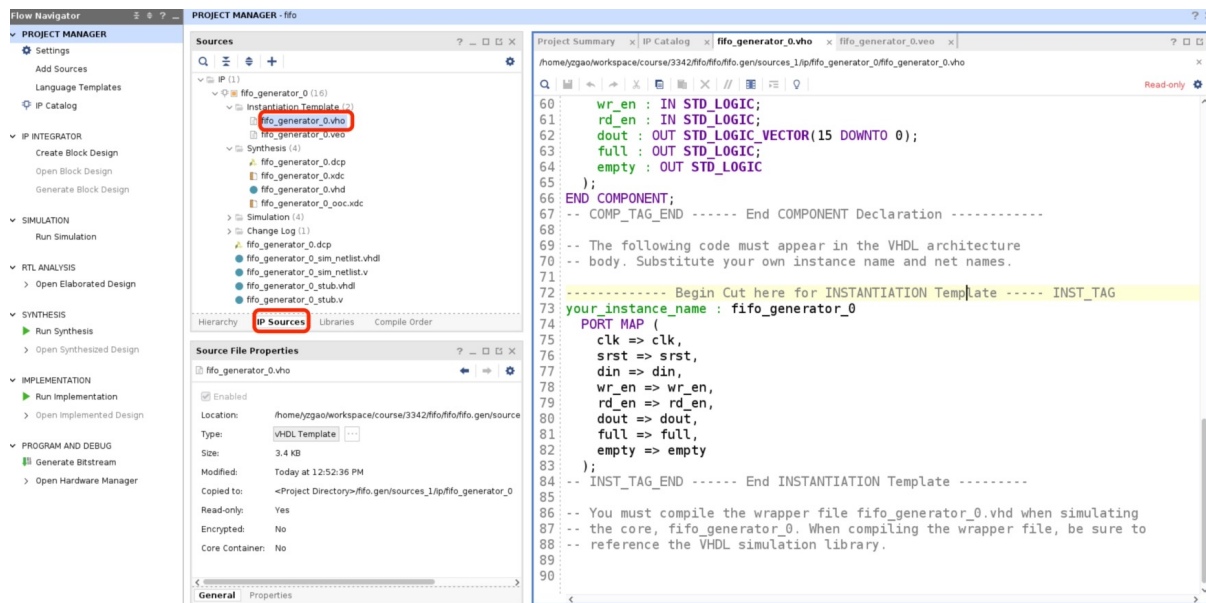 Flow Navigator
PROJECT MANAGER - fifo
PROJECT MANAGER
Settings
Add Sources
Language Templates
IP Catalog
IP INTEGRATOR
Create Block Design
Open Block Design
Generate Block Design
SIMULATION
Run Simulation
RTL ANALYSIS
Open Elaborated Design
SYNTHESIS
Run Synthesis
Open Synthesized Design
IMPLEMENTATION
Run Implementation
Open Implemented Design
PROGRAM AND DEBUG
Generate Bitstream
Open Hardware Manager
Sources
IP (1)
fifo_generator_0 (16)
Instantiation Template (2)
fifo_generator_0.vho
fifo_generator_0.veo
Synthesis (4)
fifo_generator_0.dcp
fifo_generator_0.xdc
fifo_generator_0.vhd
fifo_generator_0_ooc.xdc
Simulation (4)
Change Log (1)
fifo_generator_0.dcp
fifo_generator_0_sim_netlist.vhdl
fifo_generator_0_sim_netlist.v
fifo_generator_0_stub.vhdl
fifo_generator_0_stub.v
Hierarchy IP Sources Libraries Compile Order
Source File Properties
fifo_generator_0.vho
Enabled
Location: /home/yzgao/workspace/course/3342/fifo/fifo/fifo.gen/source
Type: VHDL Template ...
Size: 3.4 KB
Modified: Today at 12:52:36 PM
Copied to: <Project Directory>/fifo.gen/sources_1/ip/fifo_generator_0
Read-only: Yes
Encrypted: No
Core Container: No
General Properties
Project Summary IP Catalog fifo_generator_0.vho fifo_generator_0.veo
/home/yzgao/workspace/course/3342/fifo/fifo/fifo.gen/sources_1/ip/fifo_generator_0/fifo_generator_0.vho
Read-only
60 wr_en : IN STD_LOGIC;
61 rd_en : IN STD_LOGIC;
62 dout : OUT STD_LOGIC_VECTOR(15 DOWNTO 0);
63 full : OUT STD_LOGIC;
64 empty : OUT STD_LOGIC
65 );
66 END COMPONENT;
67 -- COMP_TAG_END ------ End COMPONENT Declaration ------------
68
69 -- The following code must appear in the VHDL architecture
70 -- body. Substitute your own instance name and net names.
71
72 ------------- Begin Cut here for INSTANTIATION Template ----- INST_TAG
73 your_instance_name : fifo_generator_0
74 PORT MAP (
75 clk => clk,
76 srst => srst,
77 din => din,
78 wr_en => wr_en,
79 rd_en => rd_en,
80 dout => dout,
81 full => full,
82 empty => empty
83 );
84 -- INST_TAG_END ------ End INSTANTIATION Template ---------
85
86 -- You must compile the wrapper file fifo_generator_0.vhd when simulating
87 -- the core, fifo_generator_0. When compiling the wrapper file, be sure to
88 -- reference the VHDL simulation library.
89
90